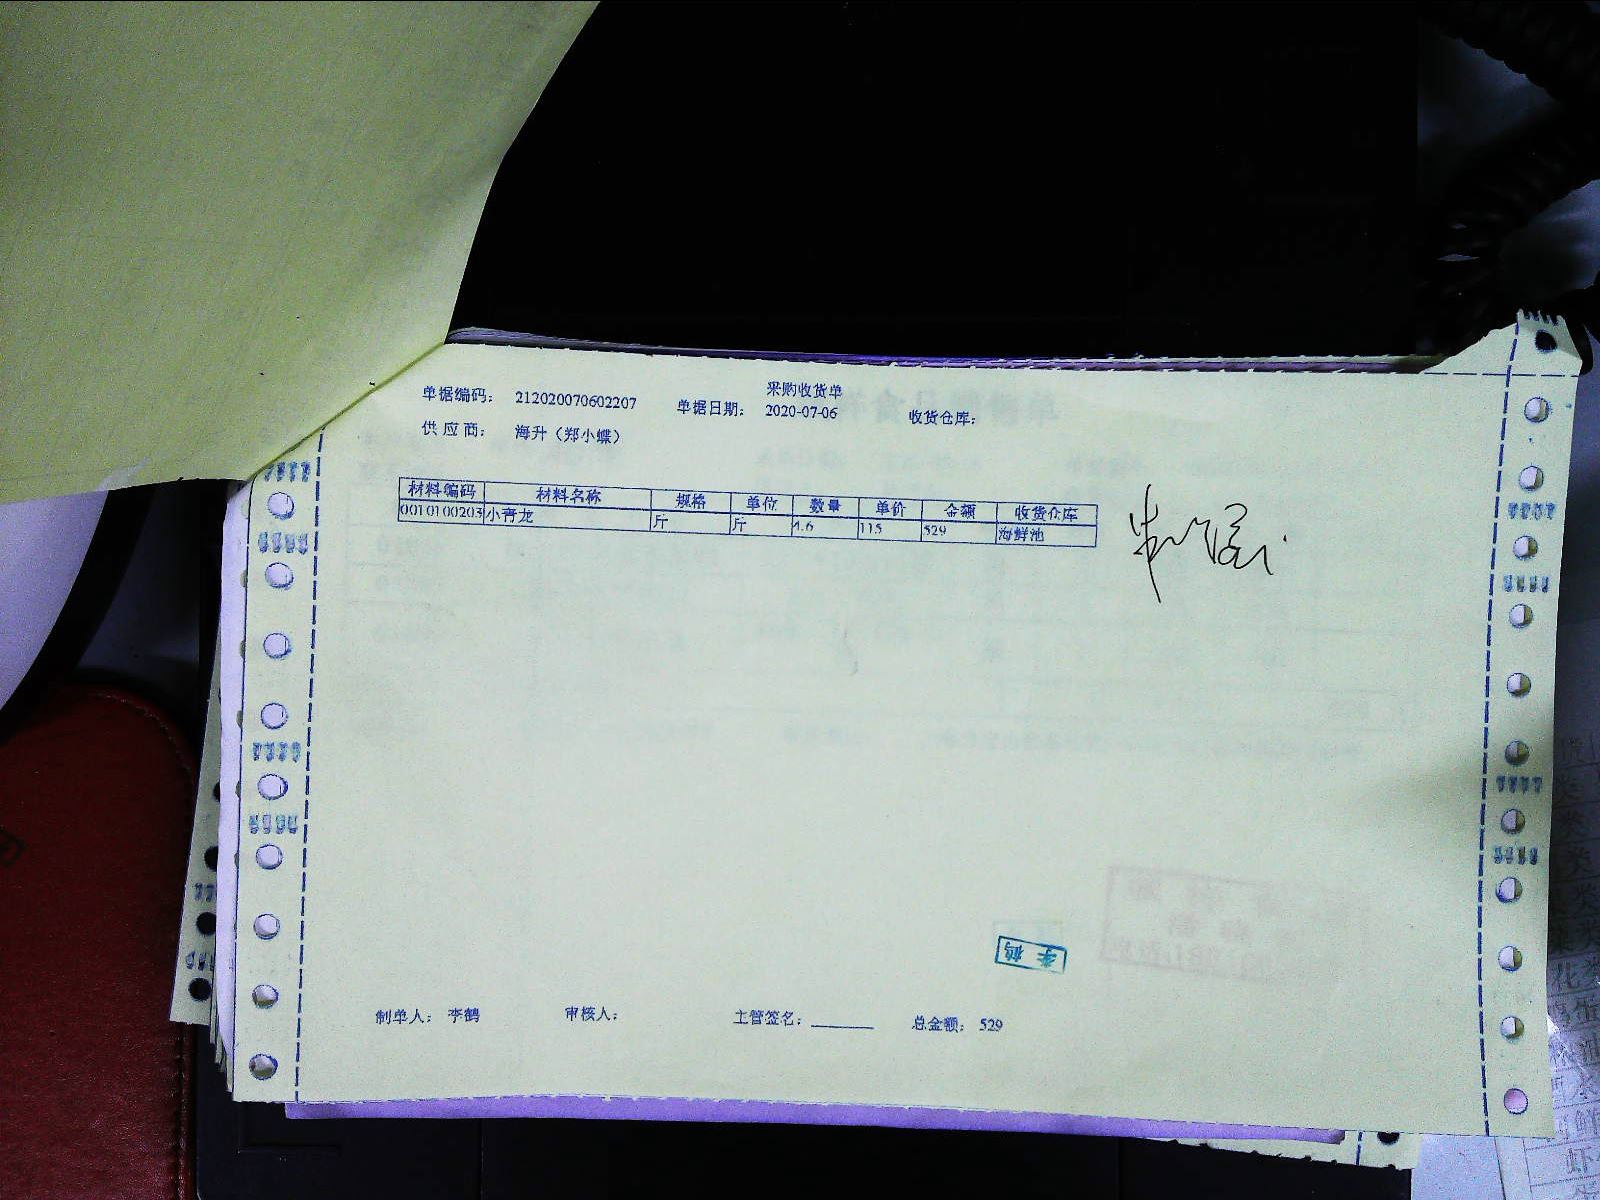 采购收货单
单据编码: 212020070602207 单据日期: 2020-07-06 收货仓库:
供应商: 海升（郑小蝶）
材料编码 材料名称 规格 单位 数量 单价 金额 收货仓库
0010100203 小青龙 斤 斤 4.6 115 529 海鲜池
李鹤
制单人: 李鹤 审核人: 主管签名: 总金额: 529